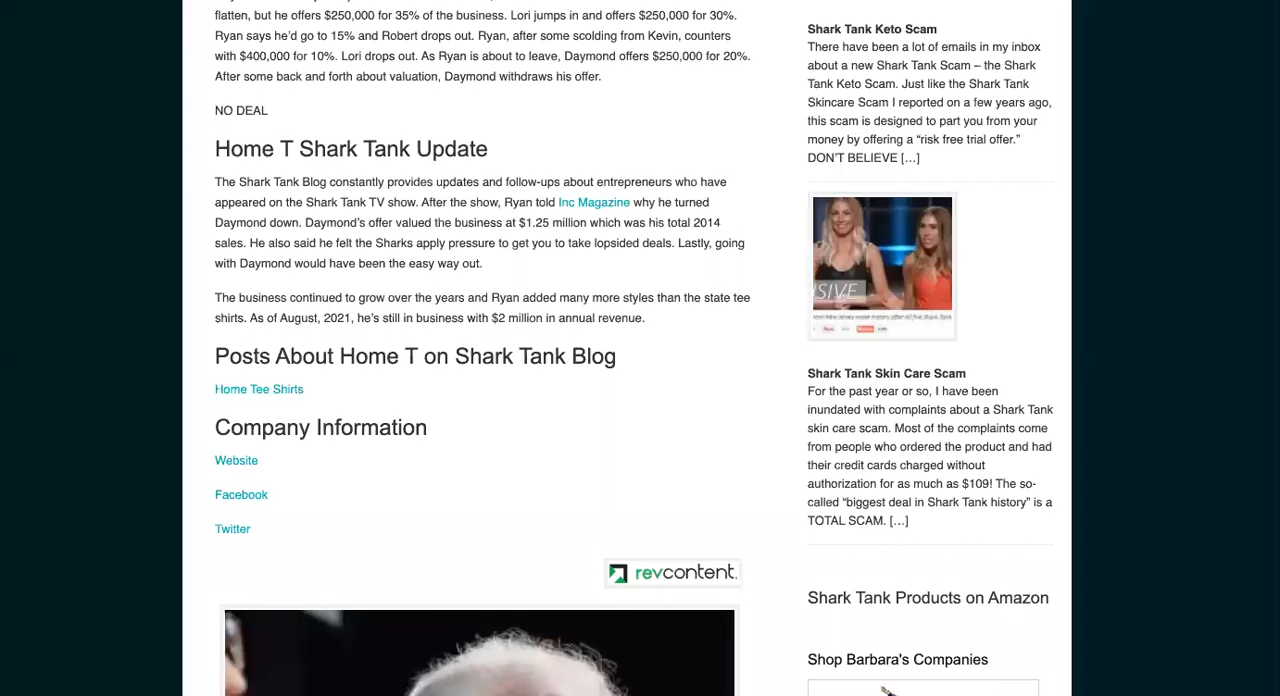 flatten, but he offers $250,000 for 35% of the business. Lori jumps in and offers $250,000 for 30%.
Ryan says he'd go to 15% and Robert drops out. Ryan, after some scolding from Kevin, counters
with $400,000 for 10%. Lori drops out. As Ryan is about to leave, Daymond offers $250,000 for 20%.
After some back and forth about valuation, Daymond withdraws his offer.
NO DEAL
Home T Shark Tank Update
The Shark Tank Blog constantly provides updates and follow-ups about entrepreneurs who have
appeared on the Shark Tank TV show. After the show, Ryan told Inc Magazine why he turned
Daymond down. Daymond's offer valued the business at $1.25 million which was his total 2014
sales. He also said he felt the Sharks apply pressure to get you to take lopsided deals. Lastly, going
with Daymond would have been the easy way out.
The business continued to grow over the years and Ryan added many more styles than the state tee
shirts. As of August, 2021, he's still in business with $2 million in annual revenue.
Posts About Home T on Shark Tank Blog
Home Tee Shirts
Company Information
Website
Facebook
Twitter
revcontent.
Shark Tank Keto Scam
There have been a lot of emails in my inbox
about a new Shark Tank Scam – the Shark
Tank Keto Scam. Just like the Shark Tank
Skincare Scam I reported on a few years ago,
this scam is designed to part you from your
money by offering a “risk free trial offer.”
DON'T BELIEVE […]
SIVE
Shark Tank Skin Care Scam
For the past year or so, I have been
inundated with complaints about a Shark Tank
skin care scam. Most of the complaints come
from people who ordered the product and had
their credit cards charged without
authorization for as much as $109! The so-
called “biggest deal in Shark Tank history” is a
TOTAL SCAM. […]
Shark Tank Products on Amazon
Shop Barbara's Companies